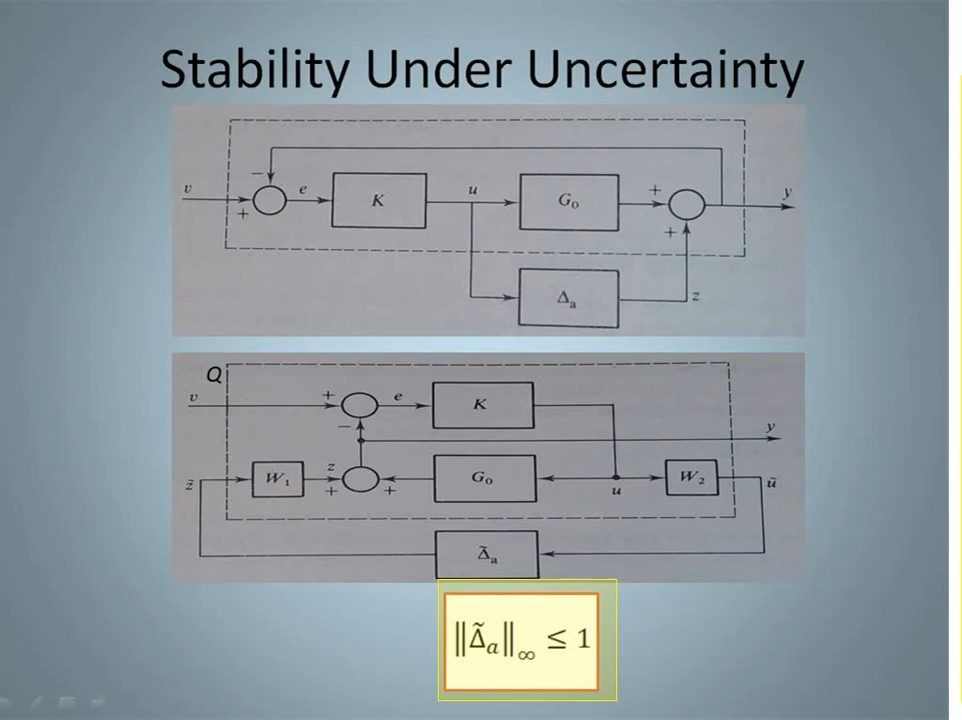 Stability Under Uncertainty
−
v
e
K
u
G₀
+
y
+
+
Δₐ
z
Q
v
+
e
K
−
y
z̃
W₁
z
+
+
G₀
u
W₂
ũ
Δ̃ₐ
‖Δ̃ₐ‖∞ ≤ 1